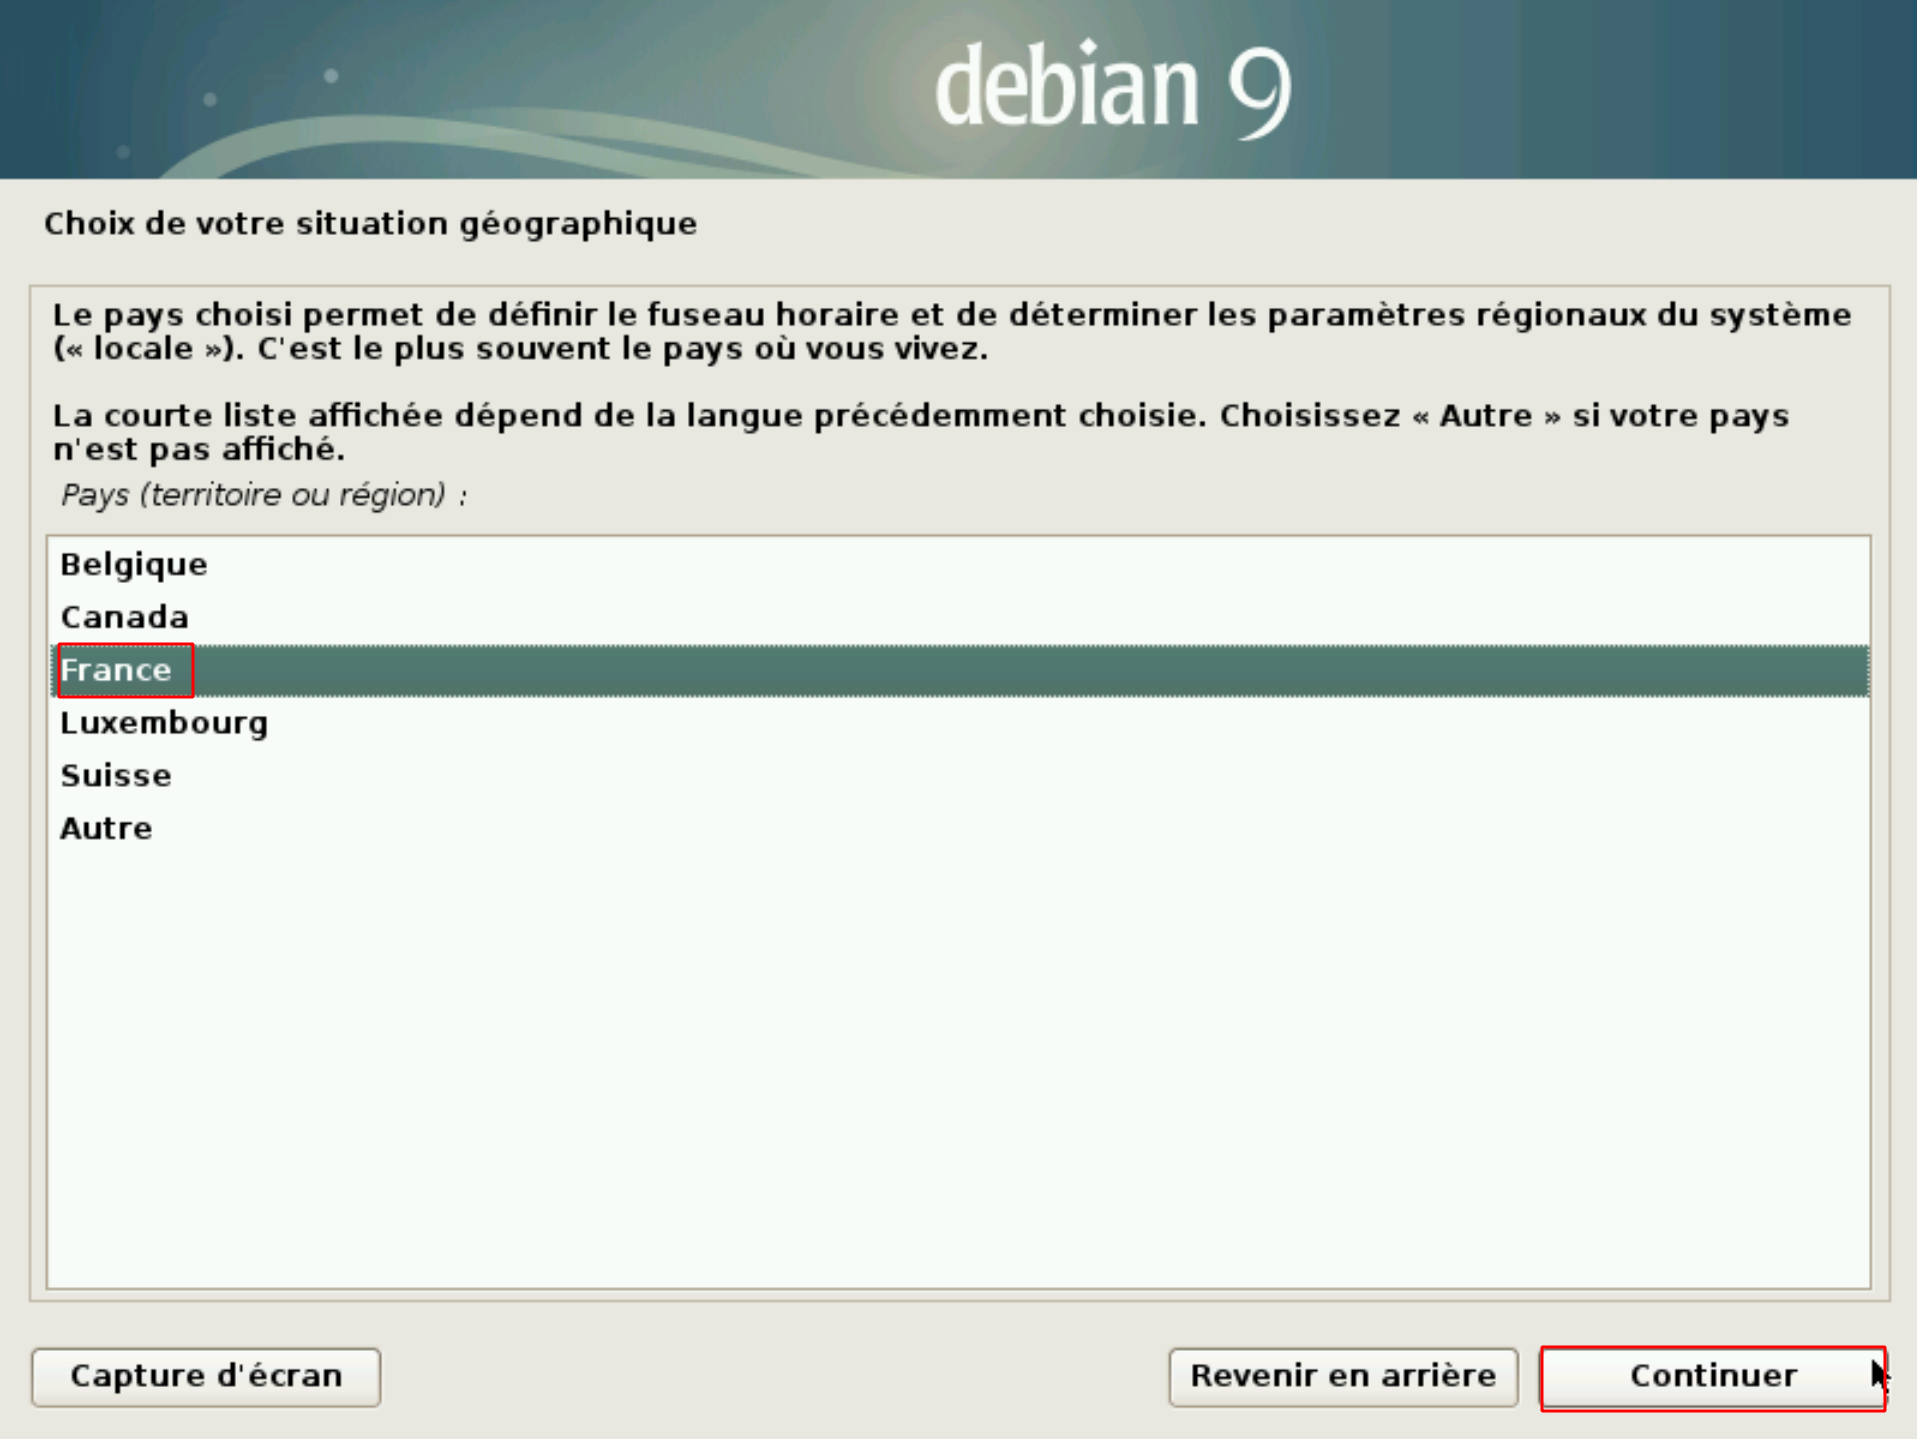 debian 9
Choix de votre situation géographique
Le pays choisi permet de définir le fuseau horaire et de déterminer les paramètres régionaux du système
(« locale »). C'est le plus souvent le pays où vous vivez.
La courte liste affichée dépend de la langue précédemment choisie. Choisissez « Autre » si votre pays
n'est pas affiché.
Pays (territoire ou région) :
Belgique
Canada
France
Luxembourg
Suisse
Autre
Capture d'écran
Revenir en arrière
Continuer